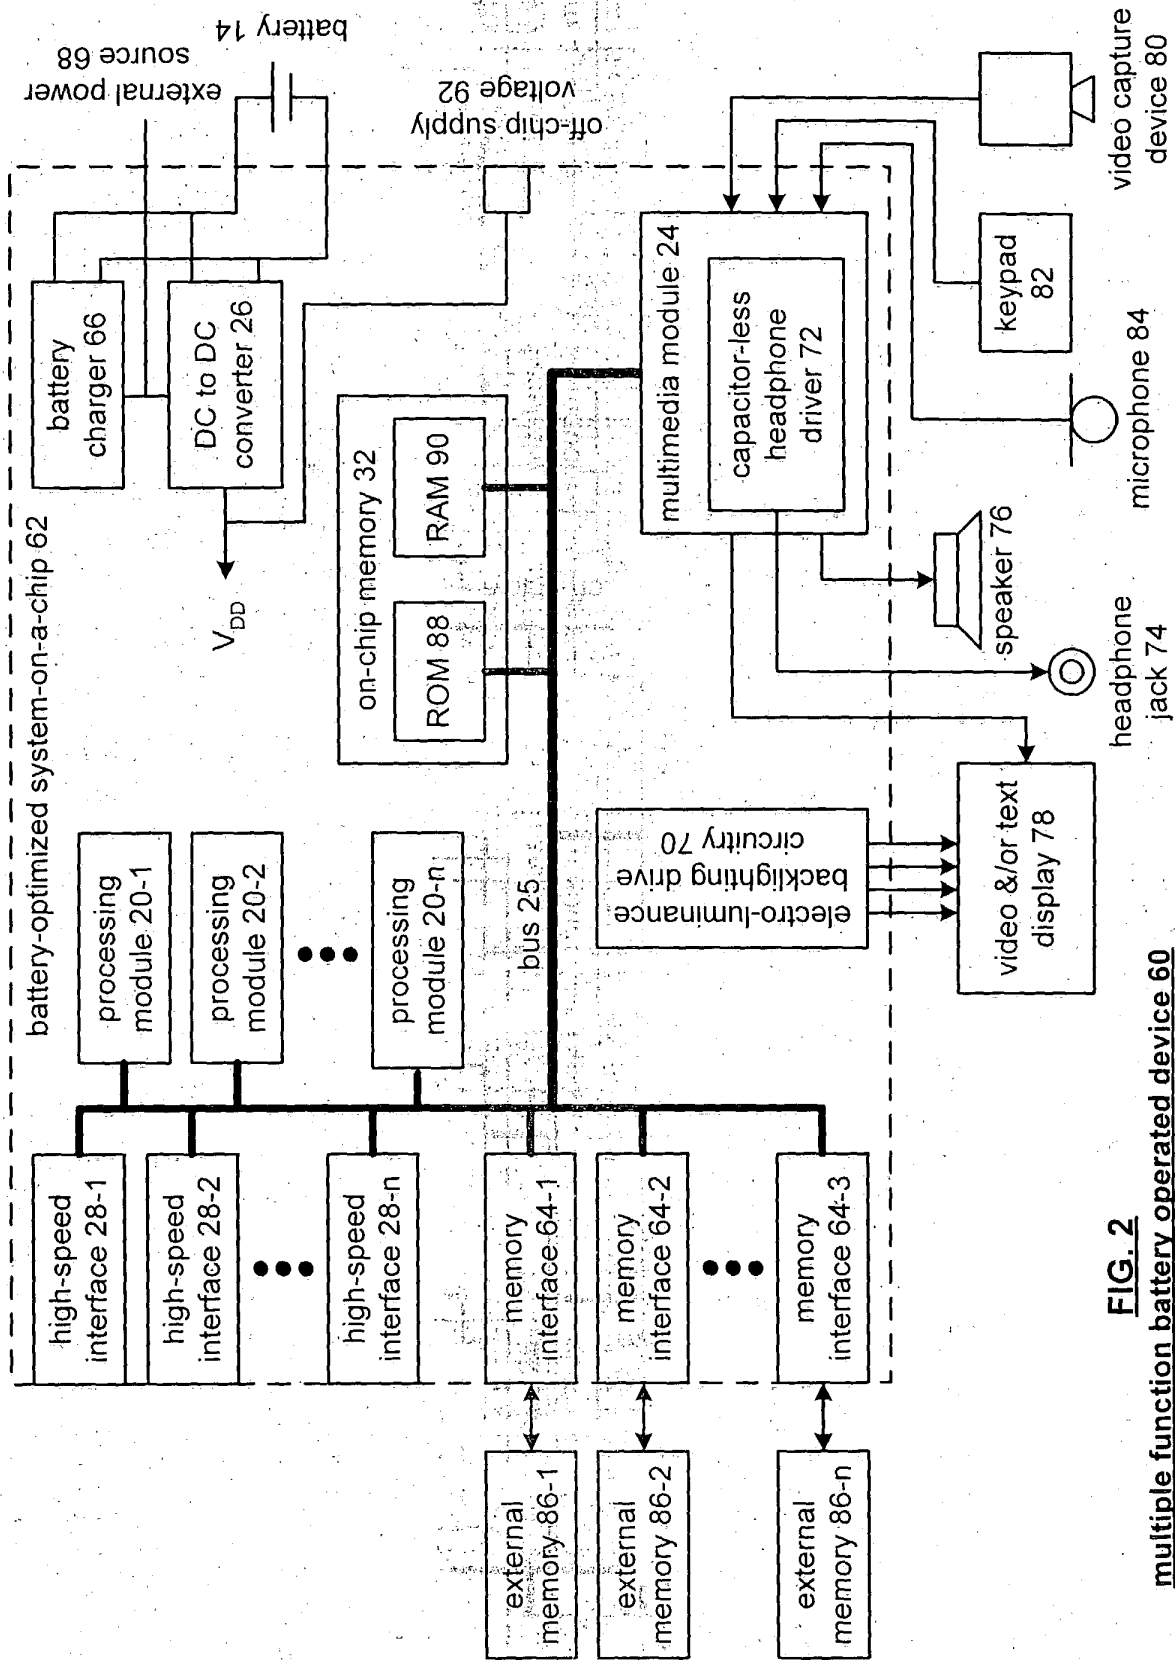 battery-optimized system-on-a-chip 62
high-speed
interface 28-1
high-speed
interface 28-2
high-speed
interface 28-n
memory
interface 64-1
memory
interface 64-2
memory
interface 64-3
external
memory 86-1
external
memory 86-2
external
memory 86-n
processing
module 20-1
processing
module 20-2
processing
module 20-n
bus 25
battery
charger 66
DC to DC
converter 26
VDD
external power
source 68
battery 14
off-chip supply
voltage 92
on-chip memory 32
ROM 88
RAM 90
multimedia module 24
capacitor-less
headphone
driver 72
electro-luminance
backlighting drive
circuitry 70
video &/or text
display 78
headphone
jack 74
speaker 76
microphone 84
keypad
82
video capture
device 80
FIG. 2
multiple function battery operated device 60